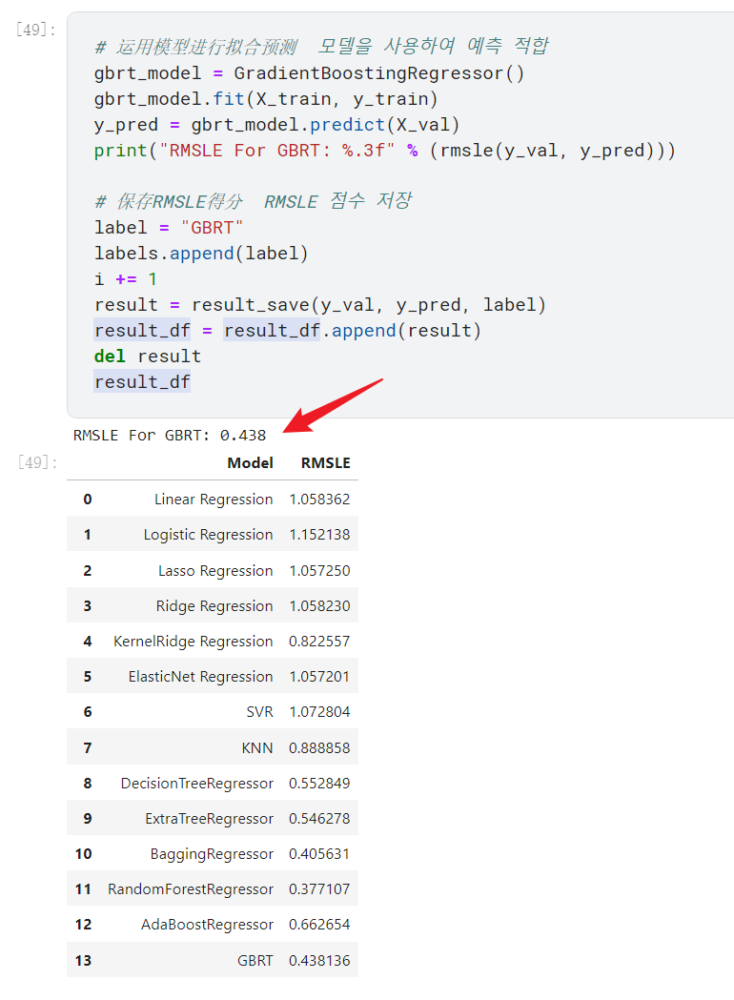 [49]:
# 运用模型进行拟合预测  모델을 사용하여 예측 적합
gbrt_model = GradientBoostingRegressor()
gbrt_model.fit(X_train, y_train)
y_pred = gbrt_model.predict(X_val)
print("RMSLE For GBRT: %.3f" % (rmsle(y_val, y_pred)))
# 保存RMSLE得分  RMSLE 점수 저장
label = "GBRT"
labels.append(label)
i += 1
result = result_save(y_val, y_pred, label)
result_df = result_df.append(result)
del result
result_df
RMSLE For GBRT: 0.438
[49]:
Model RMSLE
0 Linear Regression 1.058362
1 Logistic Regression 1.152138
2 Lasso Regression 1.057250
3 Ridge Regression 1.058230
4 KernelRidge Regression 0.822557
5 ElasticNet Regression 1.057201
6 SVR 1.072804
7 KNN 0.888858
8 DecisionTreeRegressor 0.552849
9 ExtraTreeRegressor 0.546278
10 BaggingRegressor 0.405631
11 RandomForestRegressor 0.377107
12 AdaBoostRegressor 0.662654
13 GBRT 0.438136